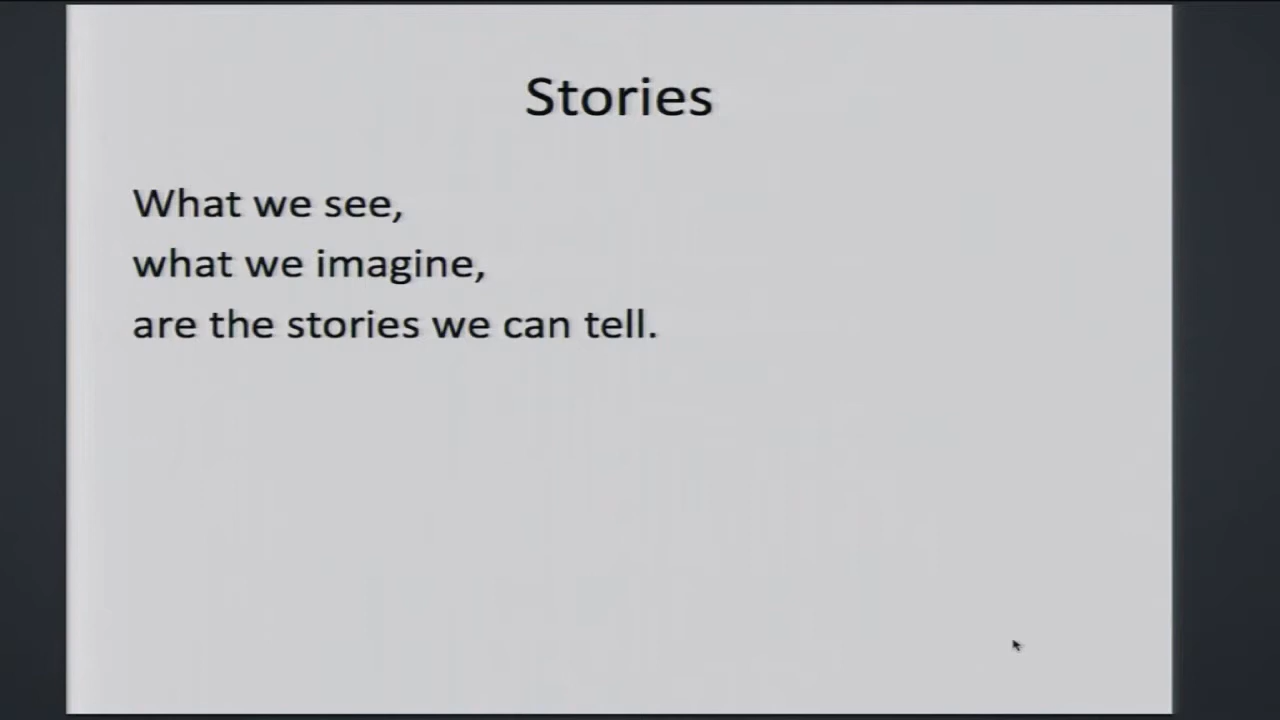 Stories
What we see,
what we imagine,
are the stories we can tell.